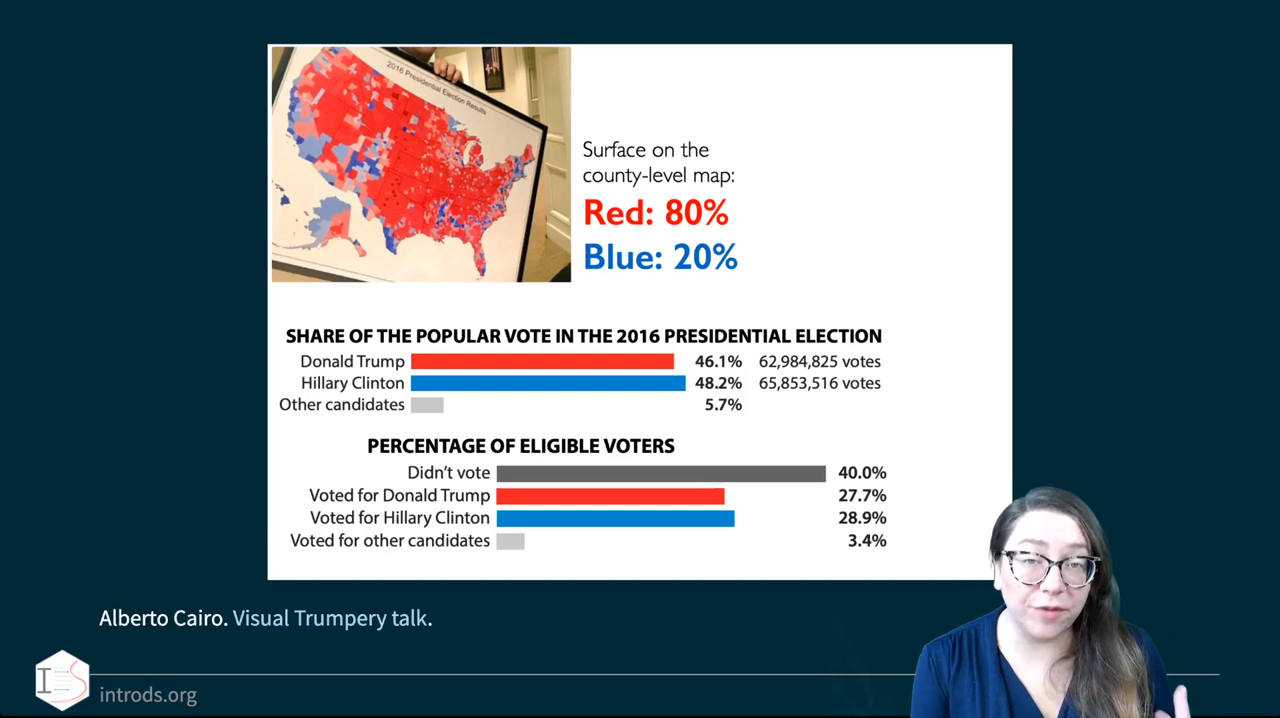 2016 Presidential Election Results
Surface on the
county-level map:
Red: 80%
Blue: 20%
SHARE OF THE POPULAR VOTE IN THE 2016 PRESIDENTIAL ELECTION
Donald Trump 46.1% 62,984,825 votes
Hillary Clinton 48.2% 65,853,516 votes
Other candidates 5.7%
PERCENTAGE OF ELIGIBLE VOTERS
Didn't vote 40.0%
Voted for Donald Trump 27.7%
Voted for Hillary Clinton 28.9%
Voted for other candidates 3.4%
Alberto Cairo. Visual Trumpery talk.
IS
introds.org